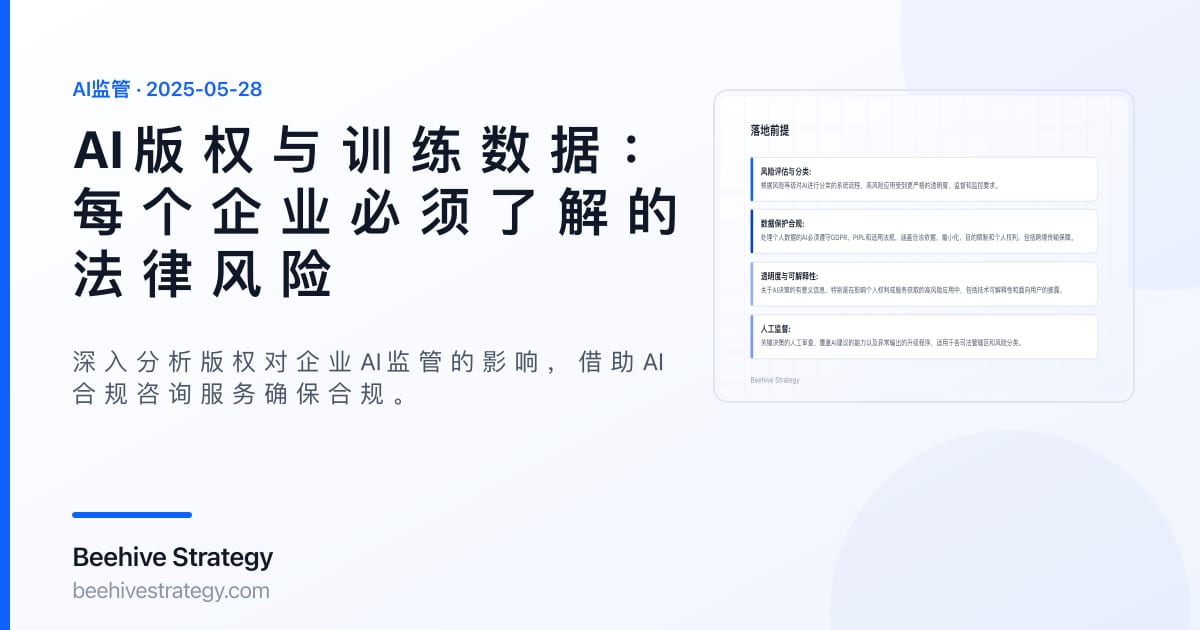 AI监管 · 2025-05-28
AI版权与训练数据：
每个企业必须了解的
法律风险
深入分析版权对企业AI监管的影响，借助AI
合规咨询服务确保合规。
Beehive Strategy
beehivestrategy.com
落地前提
风险评估与分类:
根据风险等级对AI进行分类的系统流程，高风险应用受到更严格的透明度、监督和监控要求。
数据保护合规:
处理个人数据的AI必须遵守GDPR、PIPL和适用法规，涵盖合法依据、最小化、目的限制和个人权利，包括跨境传输保障。
透明度与可解释性:
关于AI决策的有意义信息，特别是在影响个人权利或服务获取的高风险应用中，包括技术可解释性和面向用户的披露。
人工监督:
关键决策的人工审查，覆盖AI建议的能力以及异常输出的升级程序，适用于各司法管辖区和风险分类。
Beehive Strategy